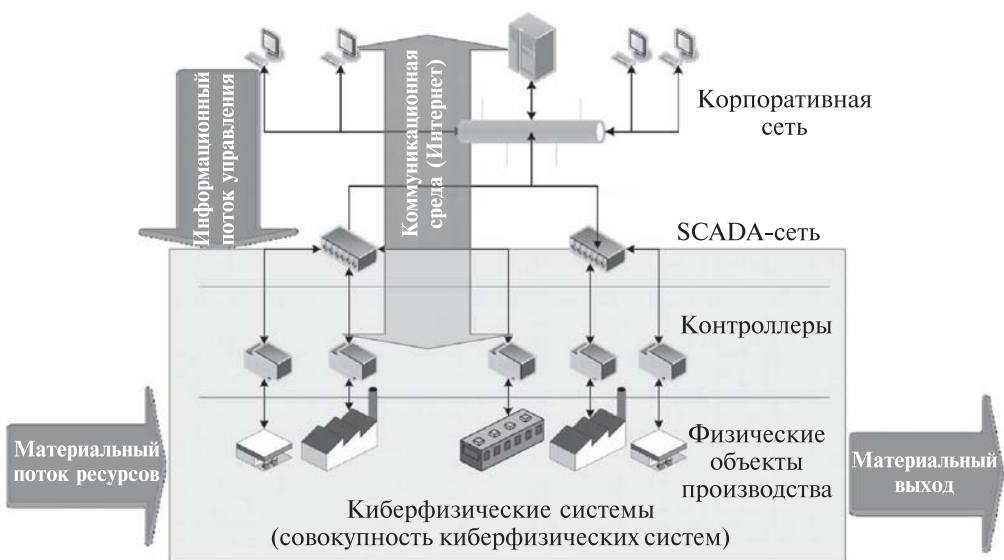 Информационный
поток управления
Коммуникационная
среда (Интернет)
Корпоративная
сеть
SCADA-сеть
Контроллеры
Материальный
поток ресурсов
Физические
объекты
производства
Материальный
выход
Киберфизические системы
(совокупность киберфизических систем)